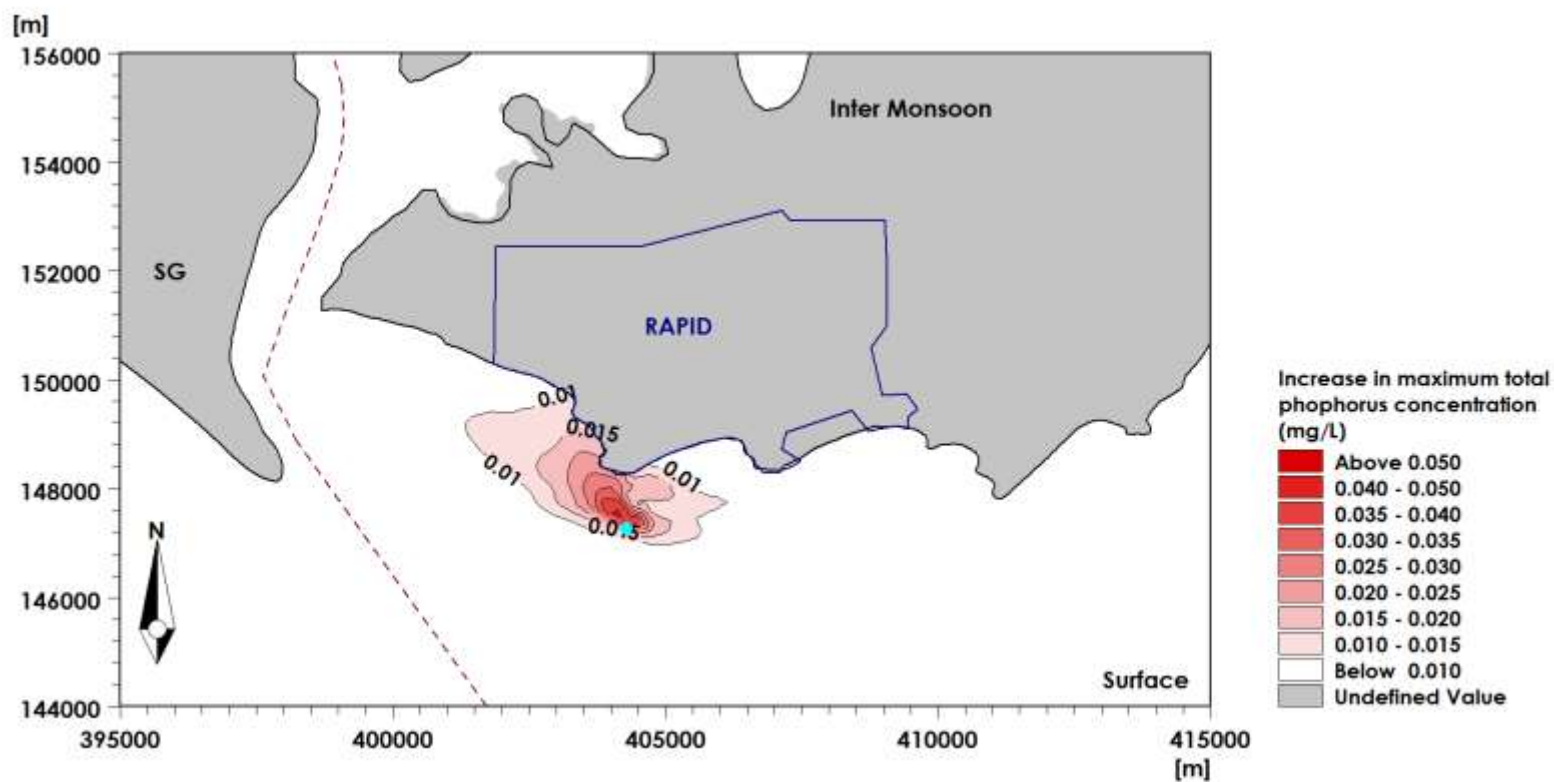 [m]
156000
154000
152000
150000
148000
146000
144000
Inter Monsoon
SG
RAPID
0.01
0.015
0.01
0.01
0.015
N
Surface
395000
400000
405000
410000
415000
[m]
Increase in maximum total
phophorus concentration
(mg/L)
Above 0.050
0.040 - 0.050
0.035 - 0.040
0.030 - 0.035
0.025 - 0.030
0.020 - 0.025
0.015 - 0.020
0.010 - 0.015
Below 0.010
Undefined Value